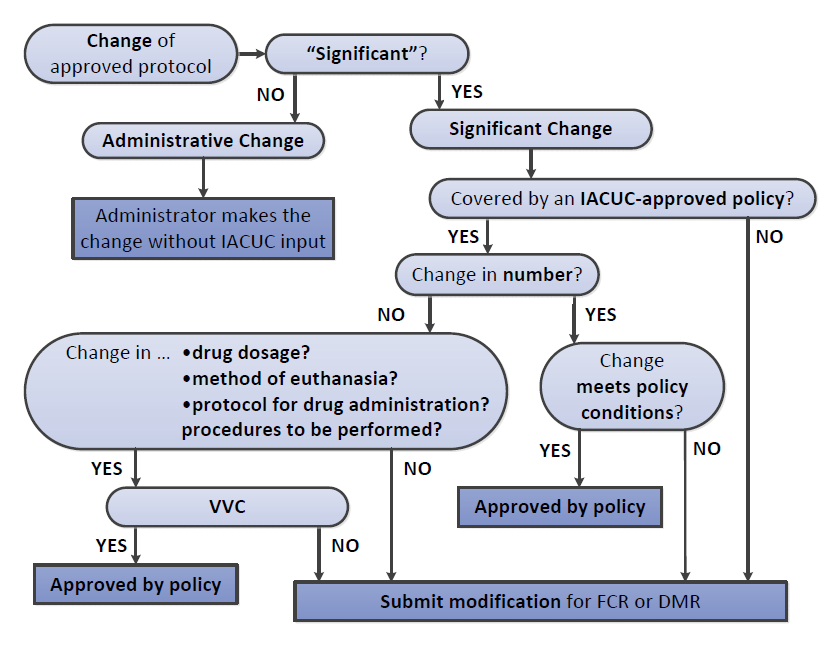 Change of
approved protocol
“Significant”?
NO
YES
Administrative Change
Significant Change
Administrator makes the
change without IACUC input
Covered by an IACUC-approved policy?
YES
NO
Change in number?
NO
YES
Change in ... •drug dosage?
•method of euthanasia?
•protocol for drug administration?
procedures to be performed?
Change
meets policy
conditions?
YES
NO
YES
NO
VVC
Approved by policy
YES
NO
Approved by policy
Submit modification for FCR or DMR